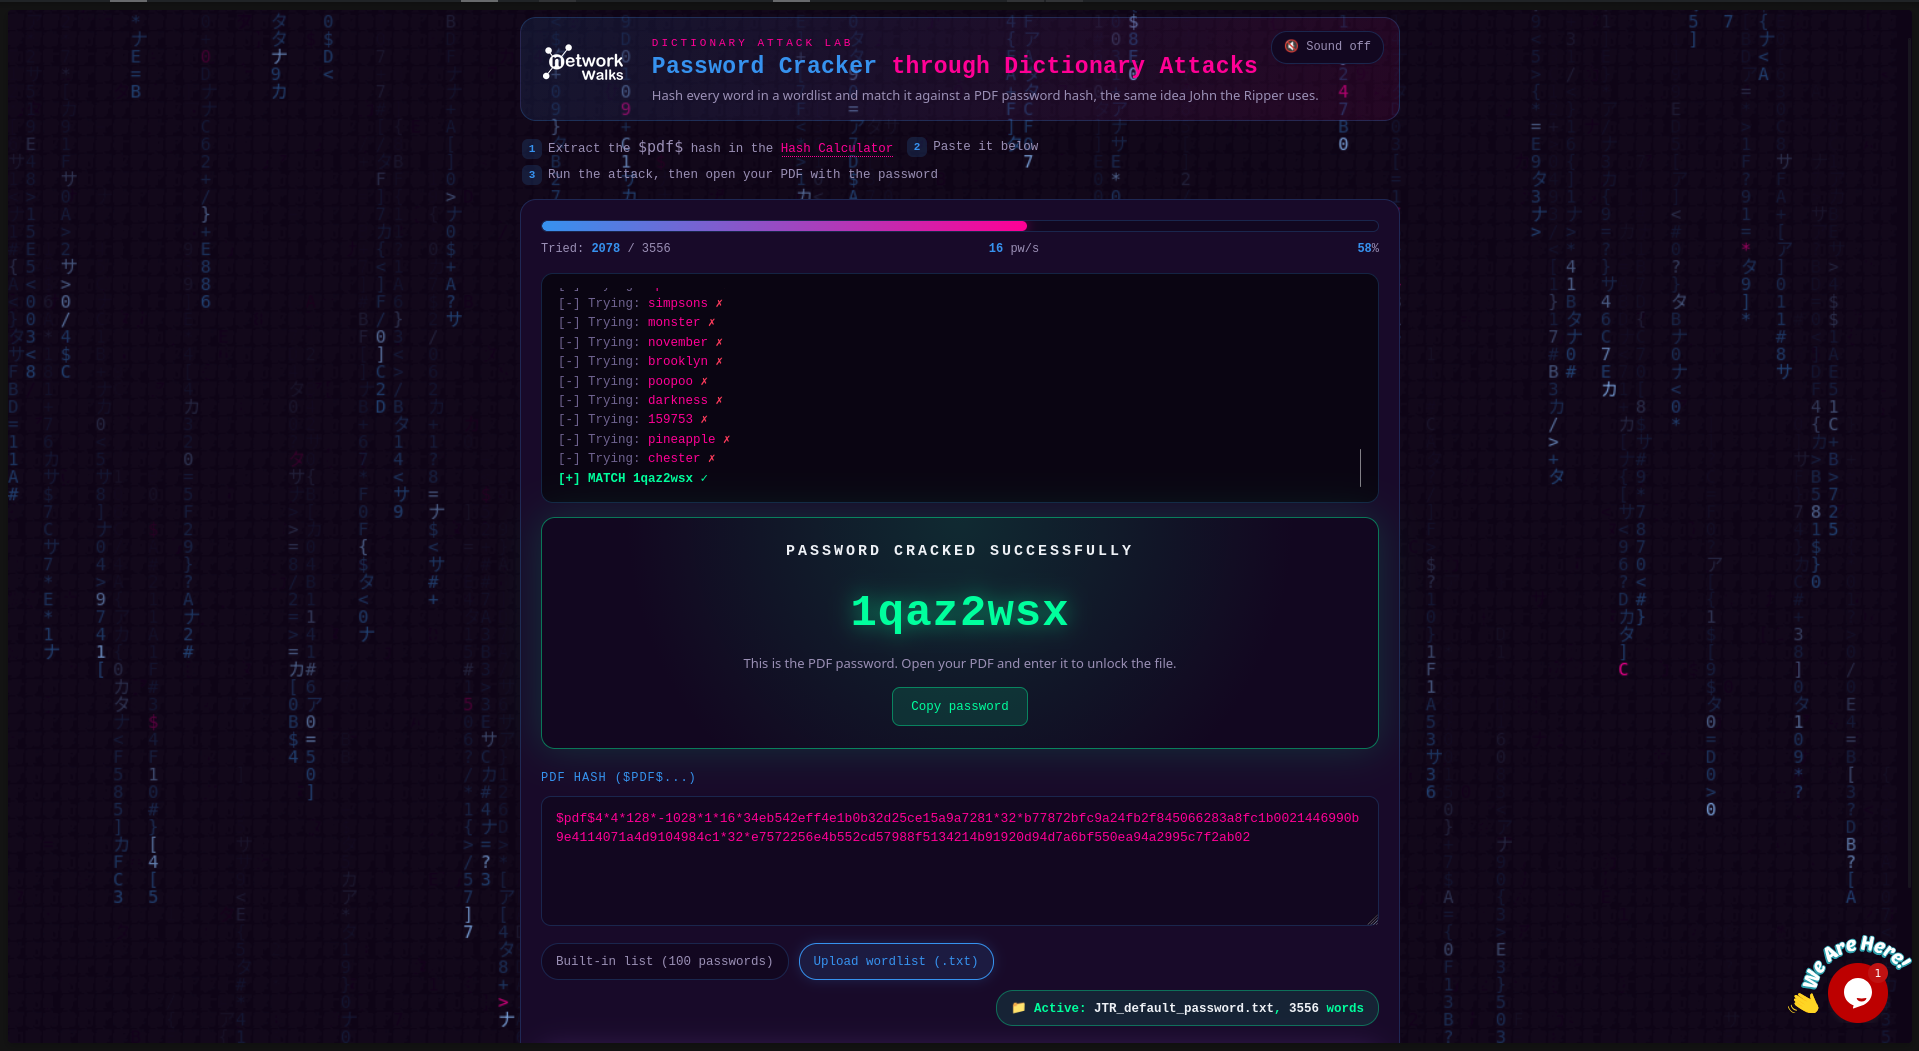 DICTIONARY ATTACK LAB
network
Walks
Password Cracker through Dictionary Attacks
🔇 Sound off
Hash every word in a wordlist and match it against a PDF password hash, the same idea John the Ripper uses.
1 Extract the $pdf$ hash in the Hash Calculator 2 Paste it below
3 Run the attack, then open your PDF with the password
Tried: 2078 / 3556 16 pw/s 58%
[-] Trying: simpsons ✗
[-] Trying: monster ✗
[-] Trying: november ✗
[-] Trying: brooklyn ✗
[-] Trying: poopoo ✗
[-] Trying: darkness ✗
[-] Trying: 159753 ✗
[-] Trying: pineapple ✗
[-] Trying: chester ✗
[+] MATCH 1qaz2wsx ✓
PASSWORD CRACKED SUCCESSFULLY
1qaz2wsx
This is the PDF password. Open your PDF and enter it to unlock the file.
Copy password
PDF HASH ($PDF$...)
$pdf$4*4*128*-1028*1*16*34eb542eff4e1b0b32d25ce15a9a7281*32*b77872bfc9a24fb2f845066283a8fc1b0021446990b
9e4114071a4d9104984c1*32*e7572256e4b552cd57988f5134214b91920d94d7a6bf550ea94a2995c7f2ab02
Built-in list (100 passwords)
Upload wordlist (.txt)
📁 Active: JTR_default_password.txt, 3556 words
We Are Here!
1